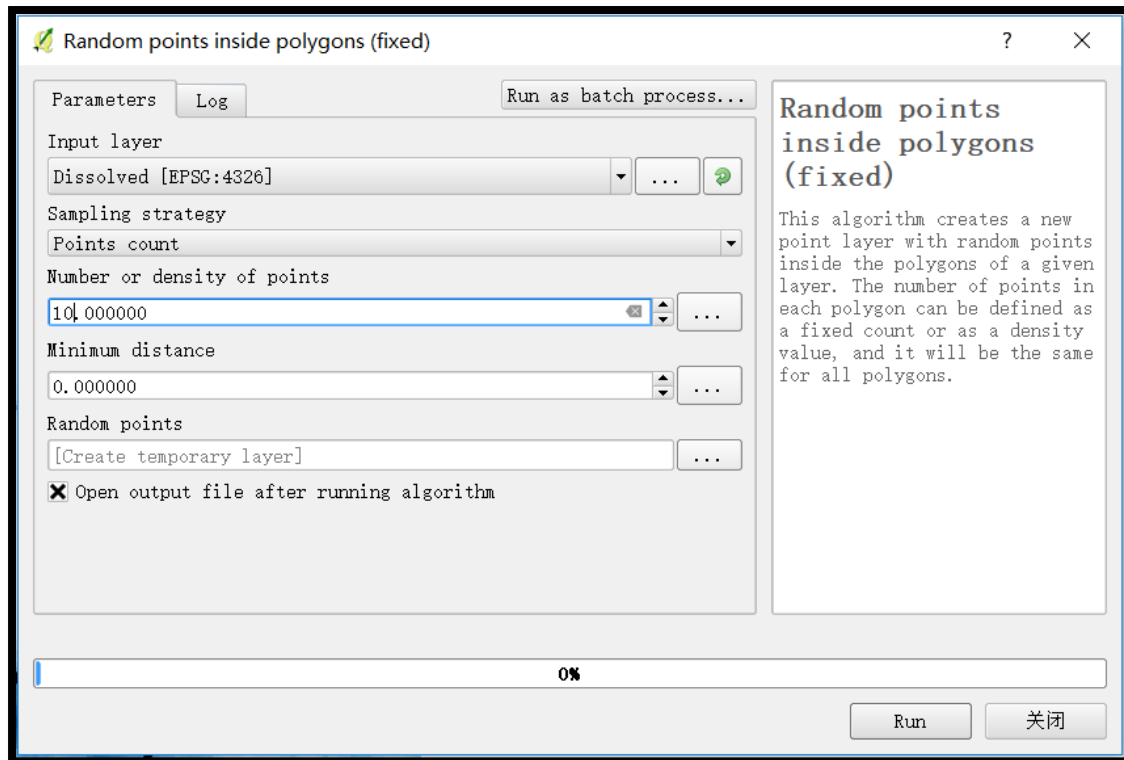 Random points inside polygons (fixed)
?
Parameters
Log
Run as batch process...
Input layer
Dissolved [EPSG:4326]
...
Sampling strategy
Points count
Number or density of points
10.000000
...
Minimum distance
0.000000
...
Random points
[Create temporary layer]
...
Open output file after running algorithm
Random points
inside polygons
(fixed)
This algorithm creates a new
point layer with random points
inside the polygons of a given
layer. The number of points in
each polygon can be defined as
a fixed count or as a density
value, and it will be the same
for all polygons.
0%
Run
关闭